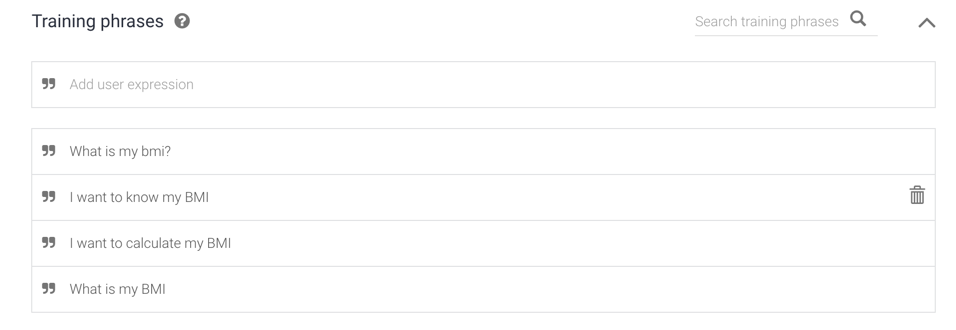 Training phrases ?
Search training phrases
Add user expression
What is my bmi?
I want to know my BMI
I want to calculate my BMI
What is my BMI